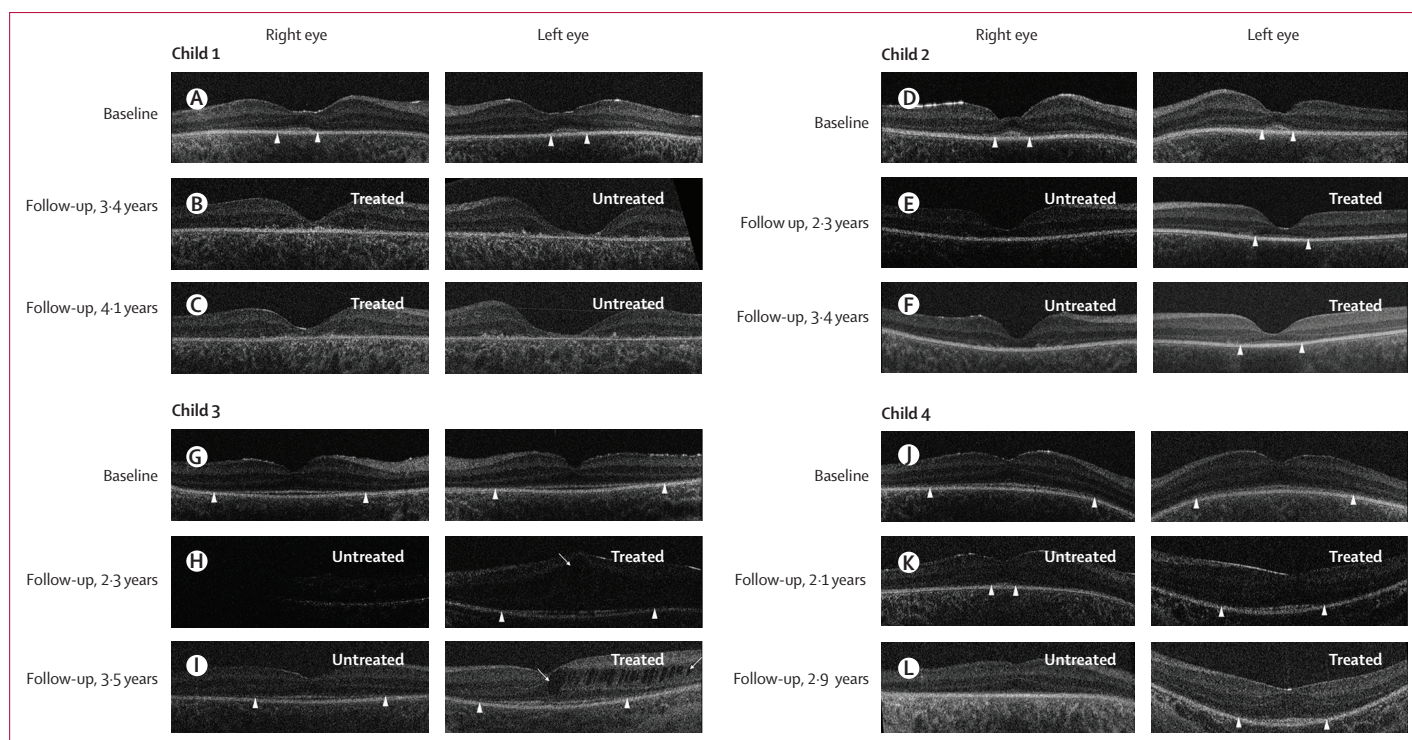 Right eye
Left eye
Child 1
Baseline
A
Follow-up, 3·4 years
B
Treated
Untreated
Follow-up, 4·1 years
C
Treated
Untreated
Right eye
Left eye
Child 2
Baseline
D
Follow up, 2·3 years
E
Untreated
Treated
Follow-up, 3·4 years
F
Untreated
Treated
Child 3
Baseline
G
Follow-up, 2·3 years
H
Untreated
Treated
Follow-up, 3·5 years
I
Untreated
Treated
Child 4
Baseline
J
Follow-up, 2·1 years
K
Untreated
Treated
Follow-up, 2·9 years
L
Untreated
Treated